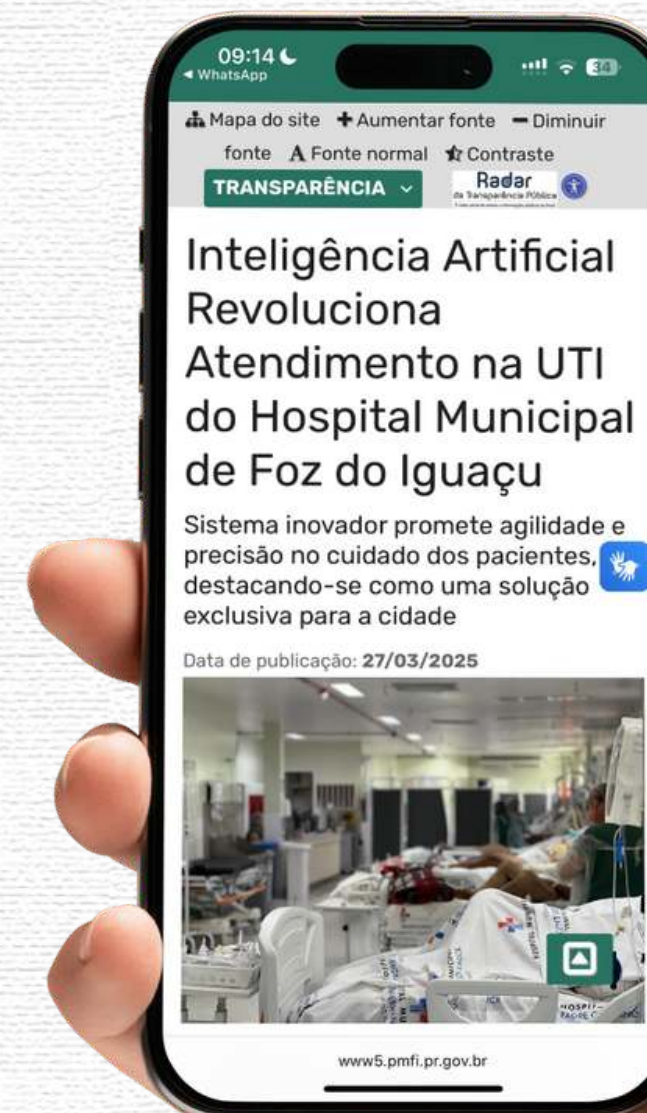 09:14
◀ WhatsApp
34
Mapa do site + Aumentar fonte − Diminuir
fonte A Fonte normal Contraste
TRANSPARÊNCIA
Radar
da Transparência Pública
Inteligência Artificial
Revoluciona
Atendimento na UTI
do Hospital Municipal
de Foz do Iguaçu
Sistema inovador promete agilidade e
precisão no cuidado dos pacientes,
destacando-se como uma solução
exclusiva para a cidade
Data de publicação: 27/03/2025
www5.pmfi.pr.gov.br